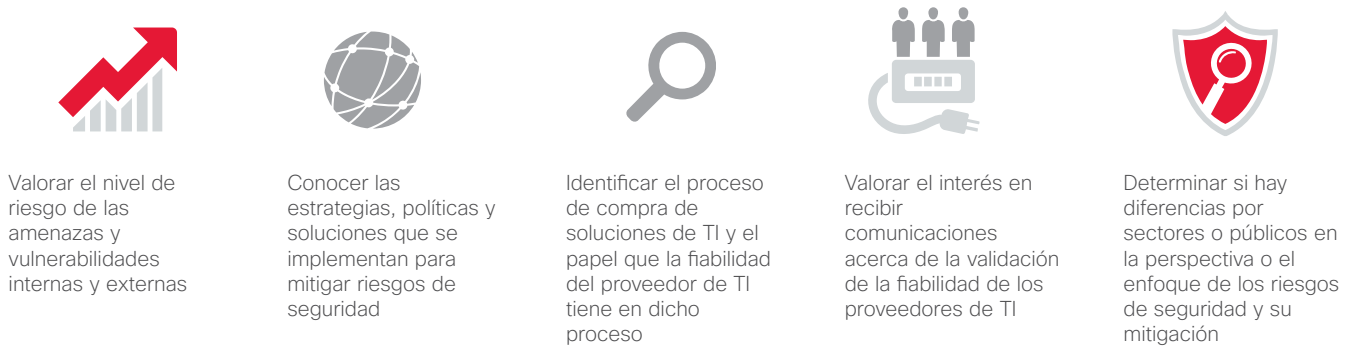 Valorar el nivel de
riesgo de las
amenazas y
vulnerabilidades
internas y externas
Conocer las
estrategias, políticas y
soluciones que se
implementan para
mitigar riesgos de
seguridad
Identificar el proceso
de compra de
soluciones de TI y el
papel que la fiabilidad
del proveedor de TI
tiene en dicho
proceso
Valorar el interés en
recibir
comunicaciones
acerca de la validación
de la fiabilidad de los
proveedores de TI
Determinar si hay
diferencias por
sectores o públicos en
la perspectiva o el
enfoque de los riesgos
de seguridad y su
mitigación